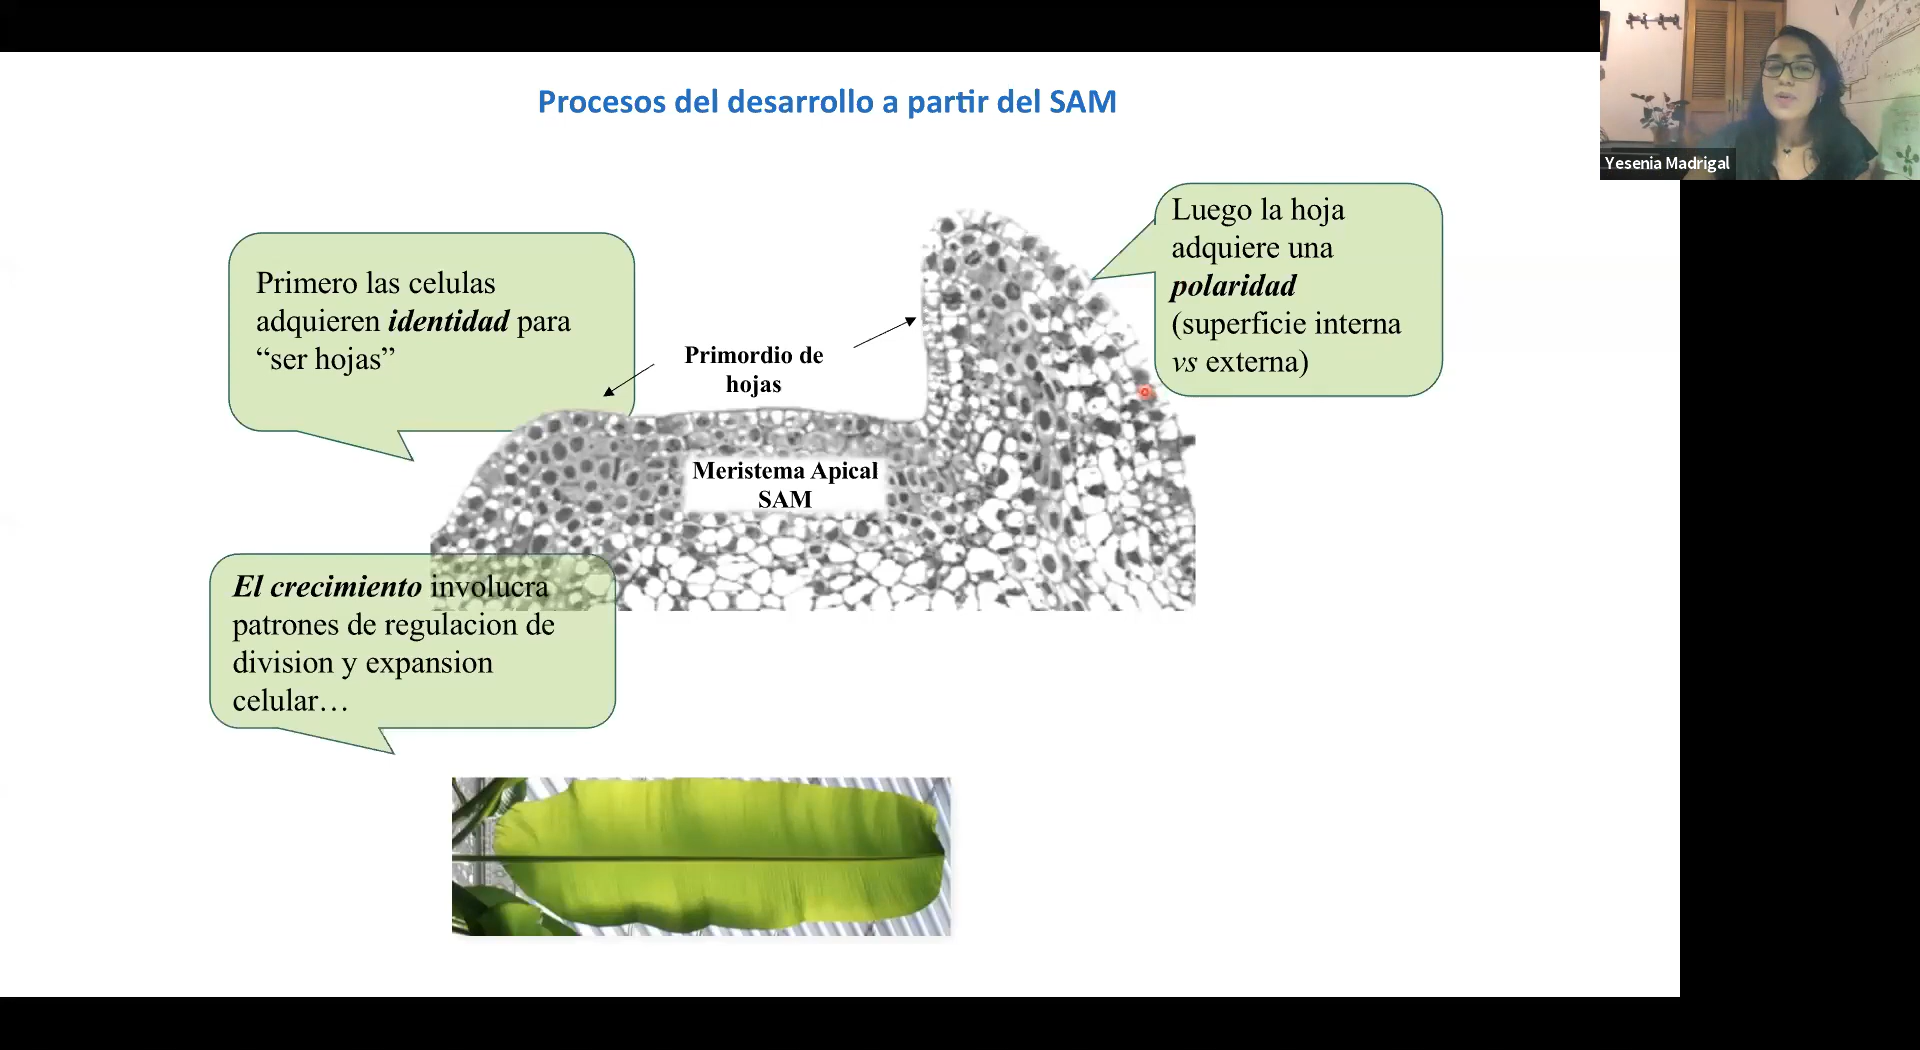 Procesos del desarrollo a partir del SAM
Yesenia Madrigal
Primero las celulas
adquieren identidad para
“ser hojas”
Luego la hoja
adquiere una
polaridad
(superficie interna
vs externa)
Primordio de
hojas
Meristema Apical
SAM
El crecimiento involucra
patrones de regulacion de
division y expansion
celular…